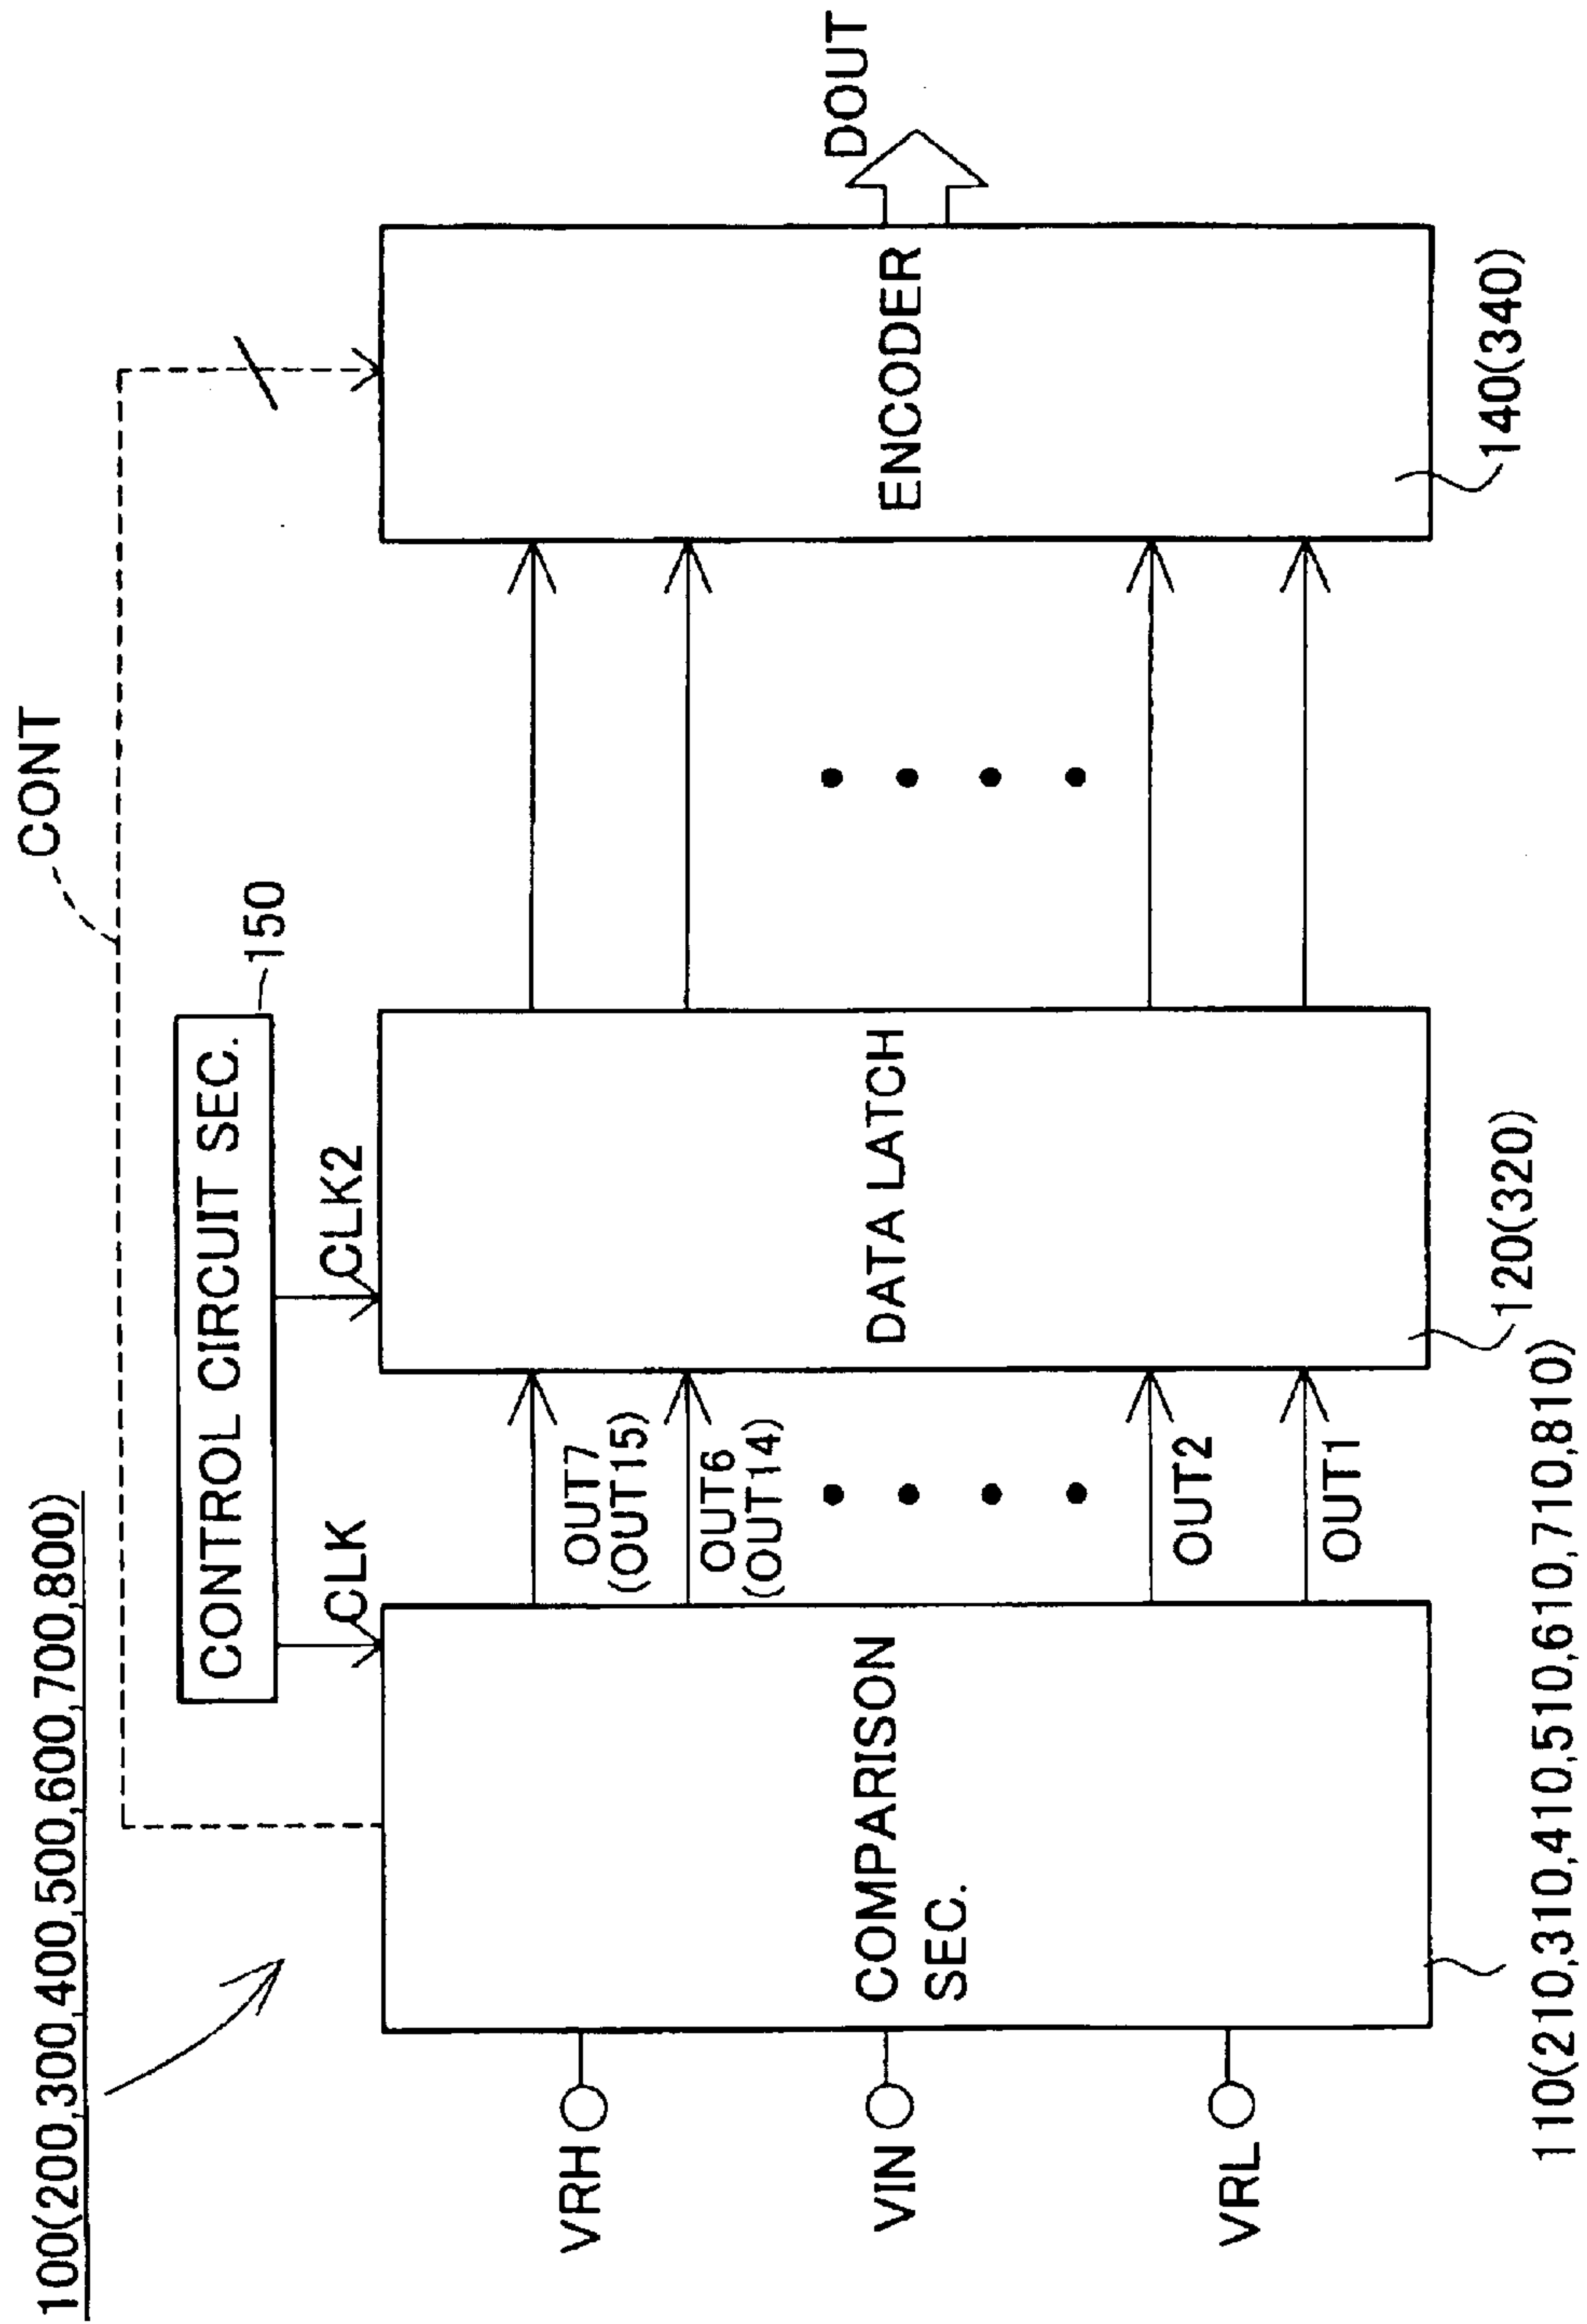 100(200,300,400,500,600,700,800)
CONT
CONTROL CIRCUIT SEC.
150
CLK
CLK2
VRH
VIN
VRL
COMPARISON
SEC.
OUT7
(OUT15)
OUT6
(OUT14)
OUT2
OUT1
DATA LATCH
ENCODER
DOUT
110(210,310,410,510,610,710,810)
120(320)
140(340)